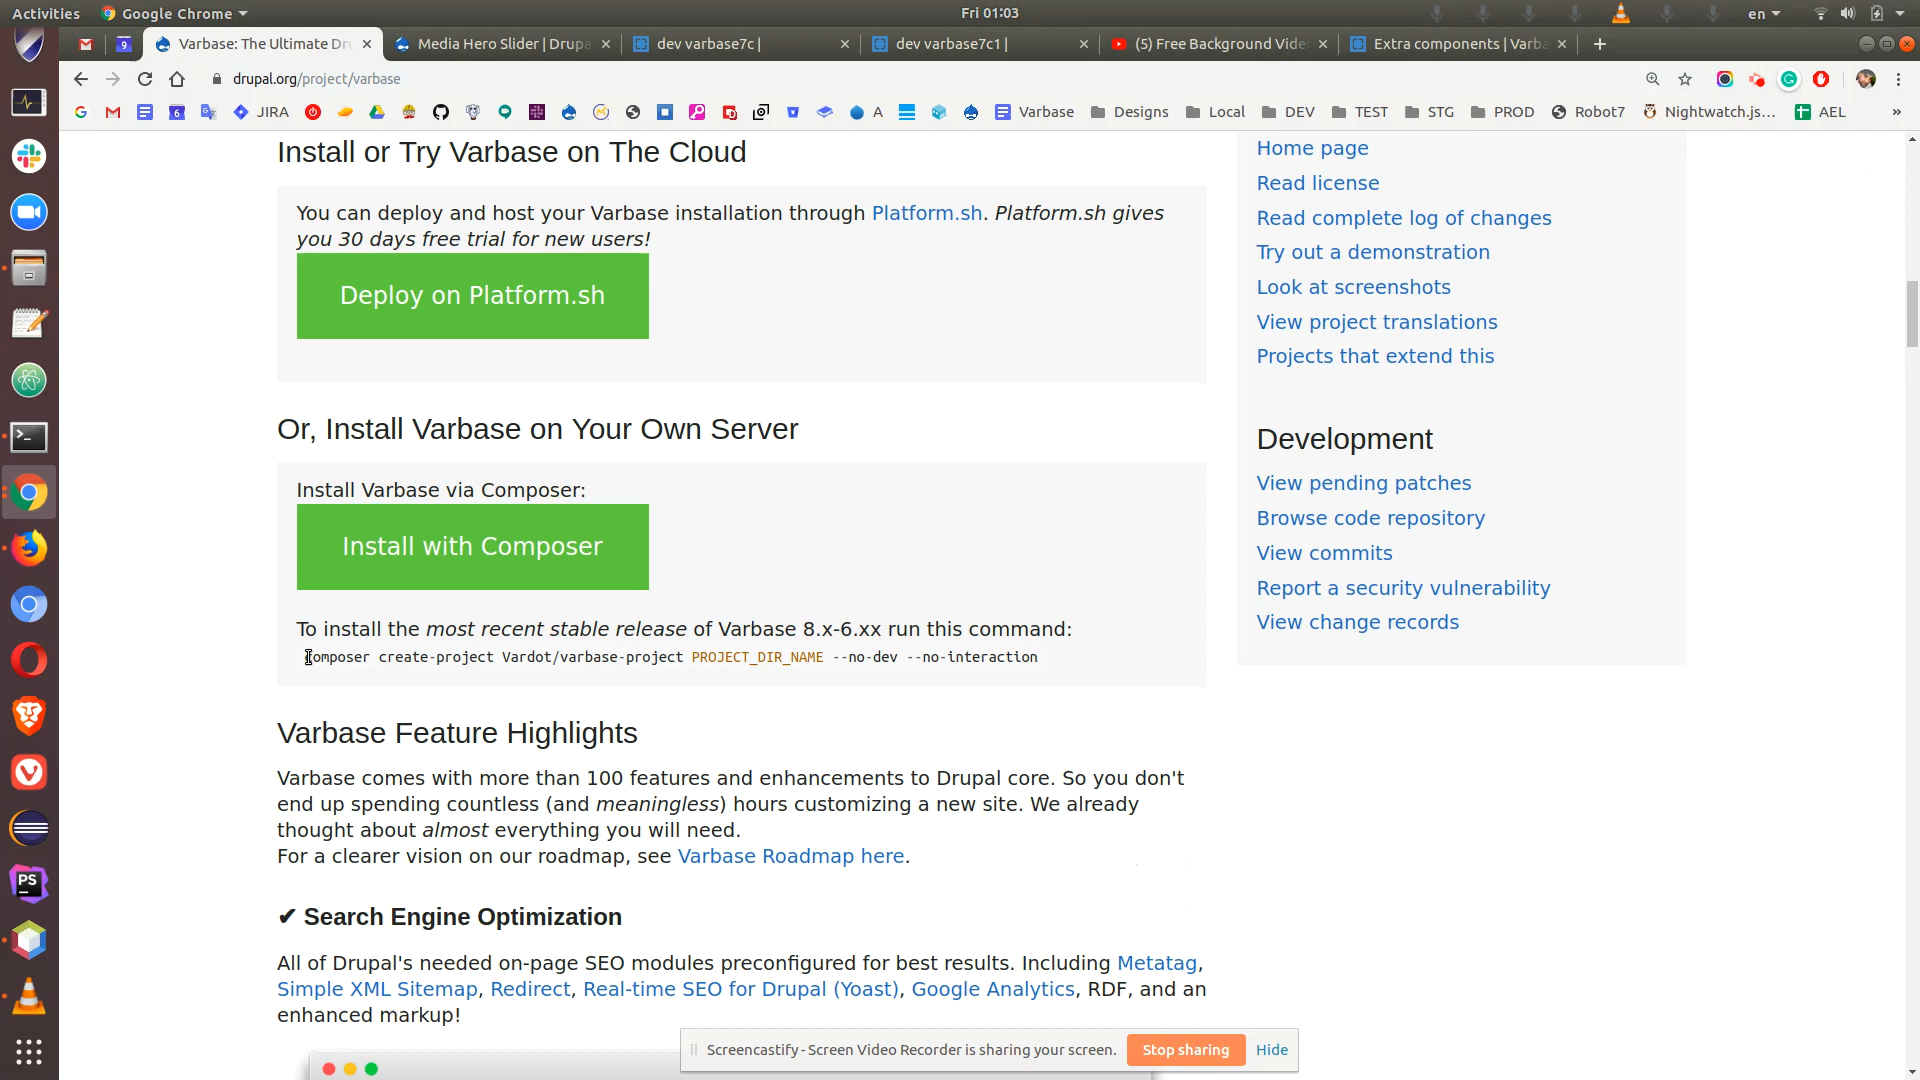 Activities
Google Chrome
Fri 01:03
en
9
Varbase: The Ultimate Dru
Media Hero Slider | Drupa
dev varbase7c |
dev varbase7c1 |
(5) Free Background Vide
Extra components | Varba
drupal.org/project/varbase
6
JIRA
A
Varbase
Designs
Local
DEV
TEST
STG
PROD
Robot7
Nightwatch.js...
AEL
»
Install or Try Varbase on The Cloud
You can deploy and host your Varbase installation through Platform.sh. Platform.sh gives
you 30 days free trial for new users!
Deploy on Platform.sh
Or, Install Varbase on Your Own Server
Install Varbase via Composer:
Install with Composer
To install the most recent stable release of Varbase 8.x-6.xx run this command:
composer create-project Vardot/varbase-project PROJECT_DIR_NAME --no-dev --no-interaction
Varbase Feature Highlights
Varbase comes with more than 100 features and enhancements to Drupal core. So you don't
end up spending countless (and meaningless) hours customizing a new site. We already
thought about almost everything you will need.
For a clearer vision on our roadmap, see Varbase Roadmap here.
✔ Search Engine Optimization
All of Drupal's needed on-page SEO modules preconfigured for best results. Including Metatag,
Simple XML Sitemap, Redirect, Real-time SEO for Drupal (Yoast), Google Analytics, RDF, and an
enhanced markup!
Home page
Read license
Read complete log of changes
Try out a demonstration
Look at screenshots
View project translations
Projects that extend this
Development
View pending patches
Browse code repository
View commits
Report a security vulnerability
View change records
Screencastify - Screen Video Recorder is sharing your screen.
Stop sharing
Hide
PS